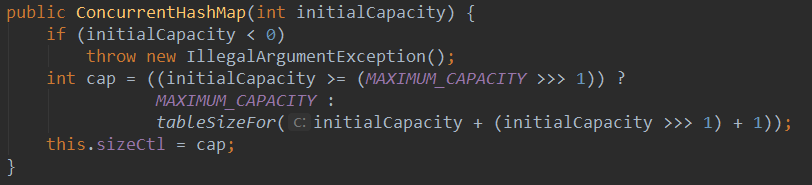 public ConcurrentHashMap(int initialCapacity) {
    if (initialCapacity < 0)
        throw new IllegalArgumentException();
    int cap = ((initialCapacity >= (MAXIMUM_CAPACITY >>> 1)) ?
               MAXIMUM_CAPACITY :
               tableSizeFor( c: initialCapacity + (initialCapacity >>> 1) + 1));
    this.sizeCtl = cap;
}